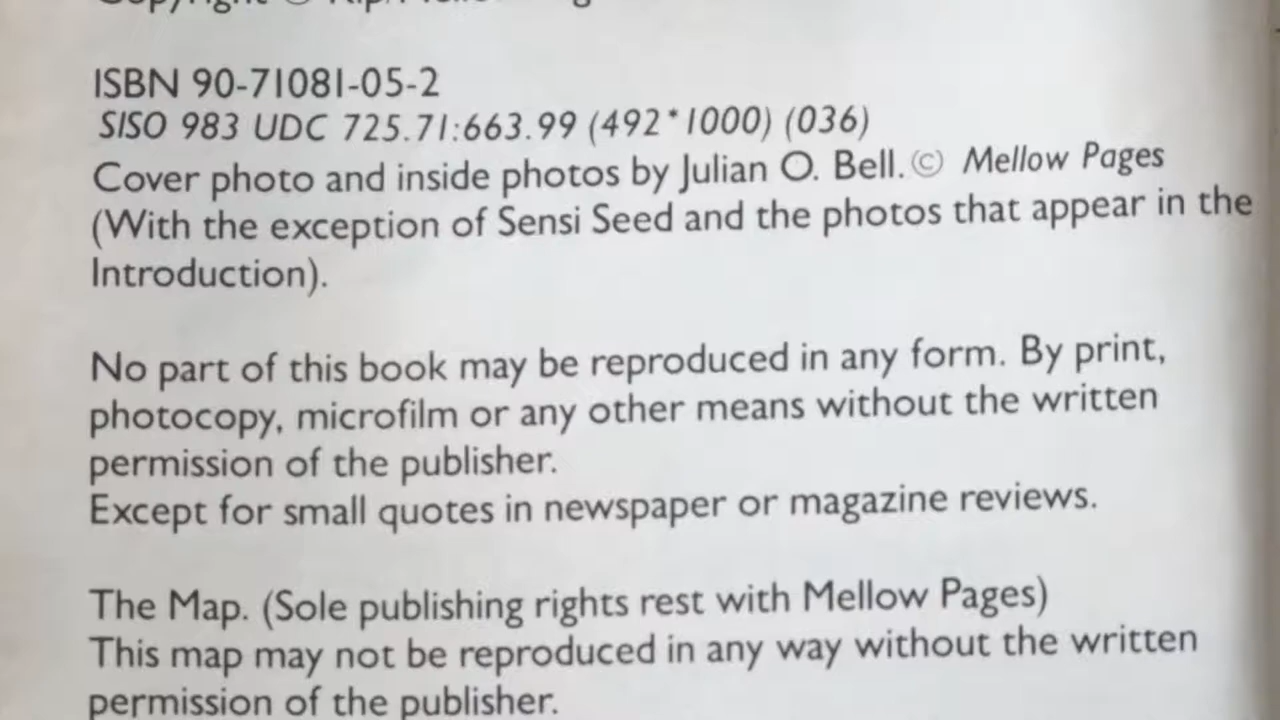 Copyright ©
ISBN 90-71081-05-2
SISO 983 UDC 725.71:663.99 (492*1000) (036)
Cover photo and inside photos by Julian O. Bell. © Mellow Pages
(With the exception of Sensi Seed and the photos that appear in the
Introduction).
No part of this book may be reproduced in any form. By print,
photocopy, microfilm or any other means without the written
permission of the publisher.
Except for small quotes in newspaper or magazine reviews.
The Map. (Sole publishing rights rest with Mellow Pages)
This map may not be reproduced in any way without the written
permission of the publisher.